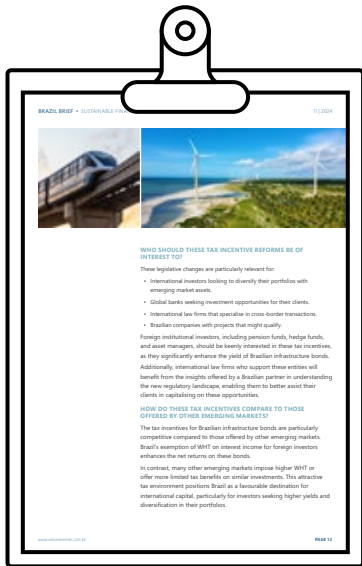 BRAZIL BRIEF • SUSTAINABLE FINA
11 | 2024
WHO SHOULD THESE TAX INCENTIVE REFORMS BE OF
INTEREST TO?
These legislative changes are particularly relevant for:
• International investors looking to diversify their portfolios with
emerging market assets.
• Global banks seeking investment opportunities for their clients.
• International law firms that specialise in cross-border transactions.
• Brazilian companies with projects that might qualify.
Foreign institutional investors, including pension funds, hedge funds,
and asset managers, should be keenly interested in these tax incentives,
as they significantly enhance the yield of Brazilian infrastructure bonds.
Additionally, international law firms who support these entities will
benefit from the insights offered by a Brazilian partner in understanding
the new regulatory landscape, enabling them to better assist their
clients in capitalising on these opportunities.
HOW DO THESE TAX INCENTIVES COMPARE TO THOSE
OFFERED BY OTHER EMERGING MARKETS?
The tax incentives for Brazilian infrastructure bonds are particularly
competitive compared to those offered by other emerging markets.
Brazil's exemption of WHT on interest income for foreign investors
enhances the net returns on these bonds.
In contrast, many other emerging markets impose higher WHT or
offer more limited tax benefits on similar investments. This attractive
tax environment positions Brazil as a favourable destination for
international capital, particularly for investors seeking higher yields and
diversification in their portfolios.
PAGE 12